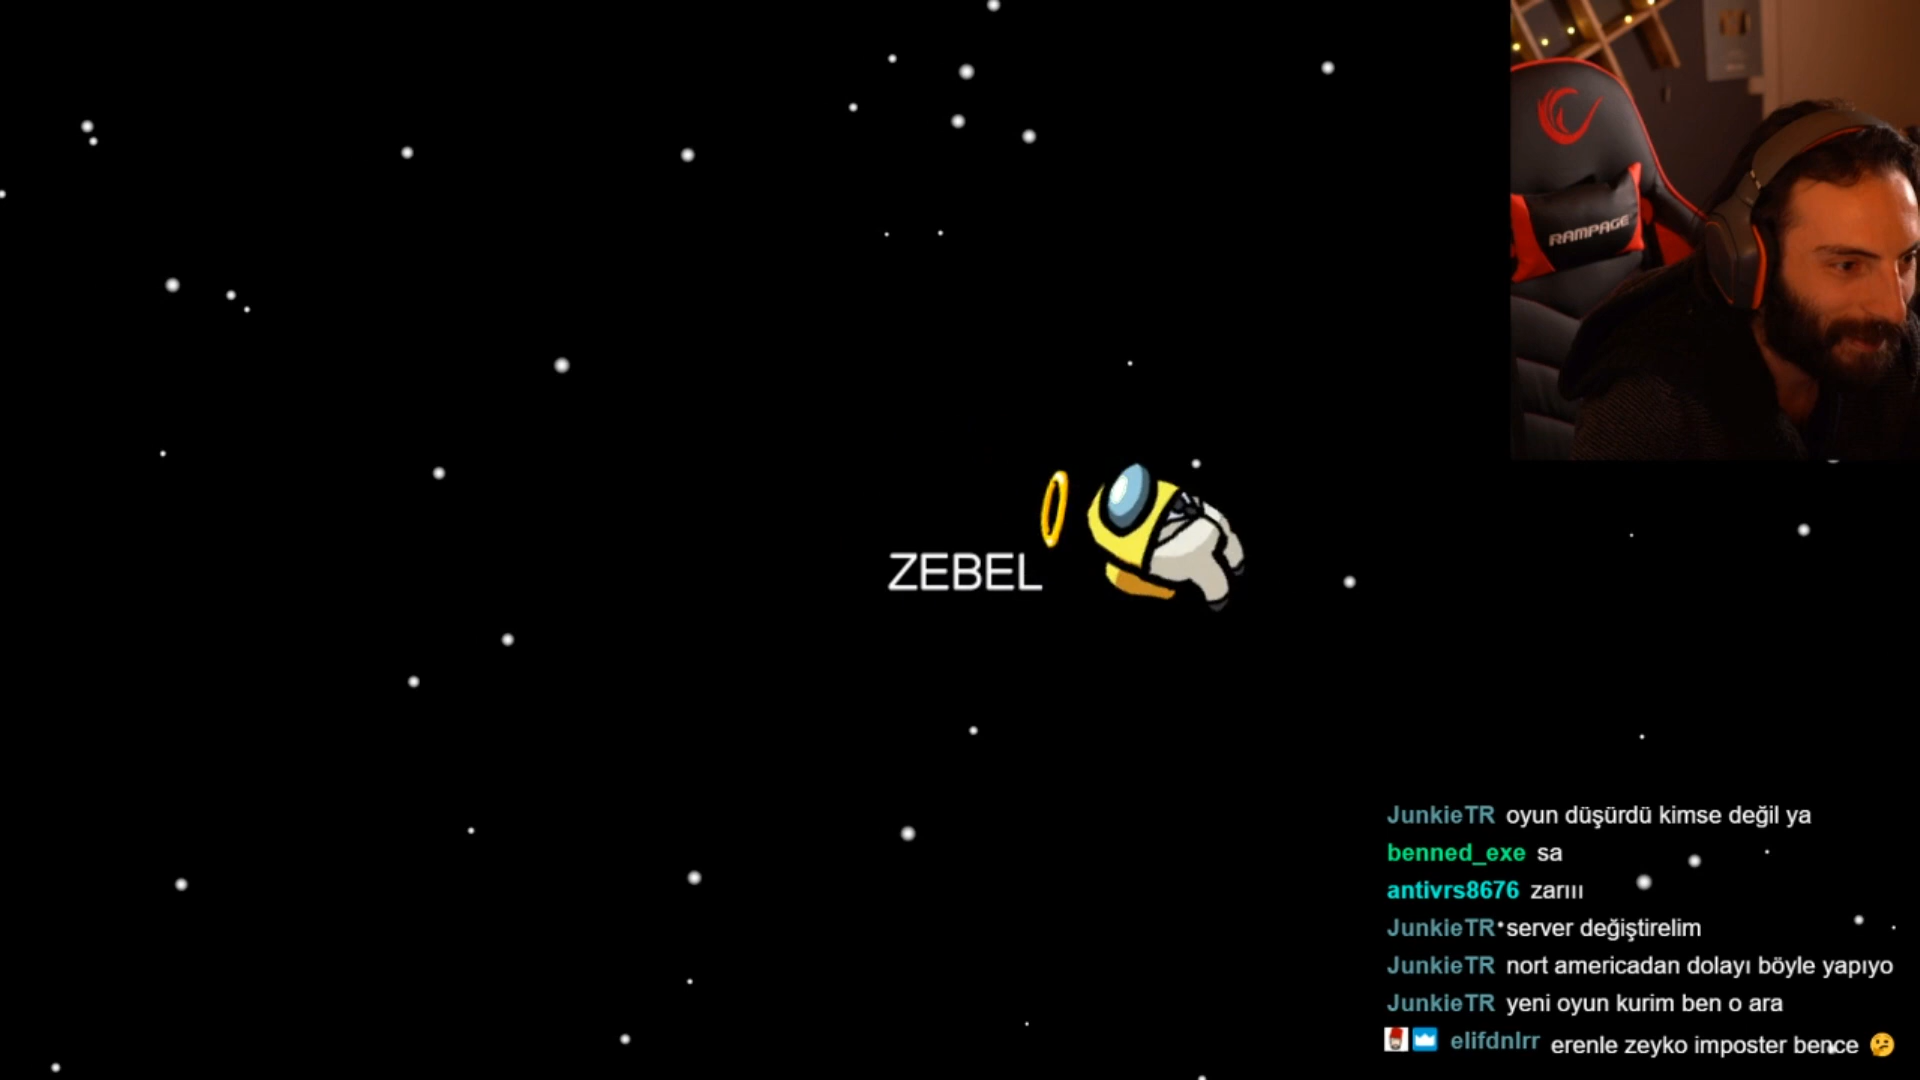 RAMPAGE
ZEBEL
JunkieTR oyun düşürdü kimse değil ya
benned_exe sa
antivrs8676 zarııı
JunkieTR server değiştirelim
JunkieTR nort americadan dolayı böyle yapıyo
JunkieTR yeni oyun kurim ben o ara
elifdnlrr erenle zeyko imposter bence 🤔